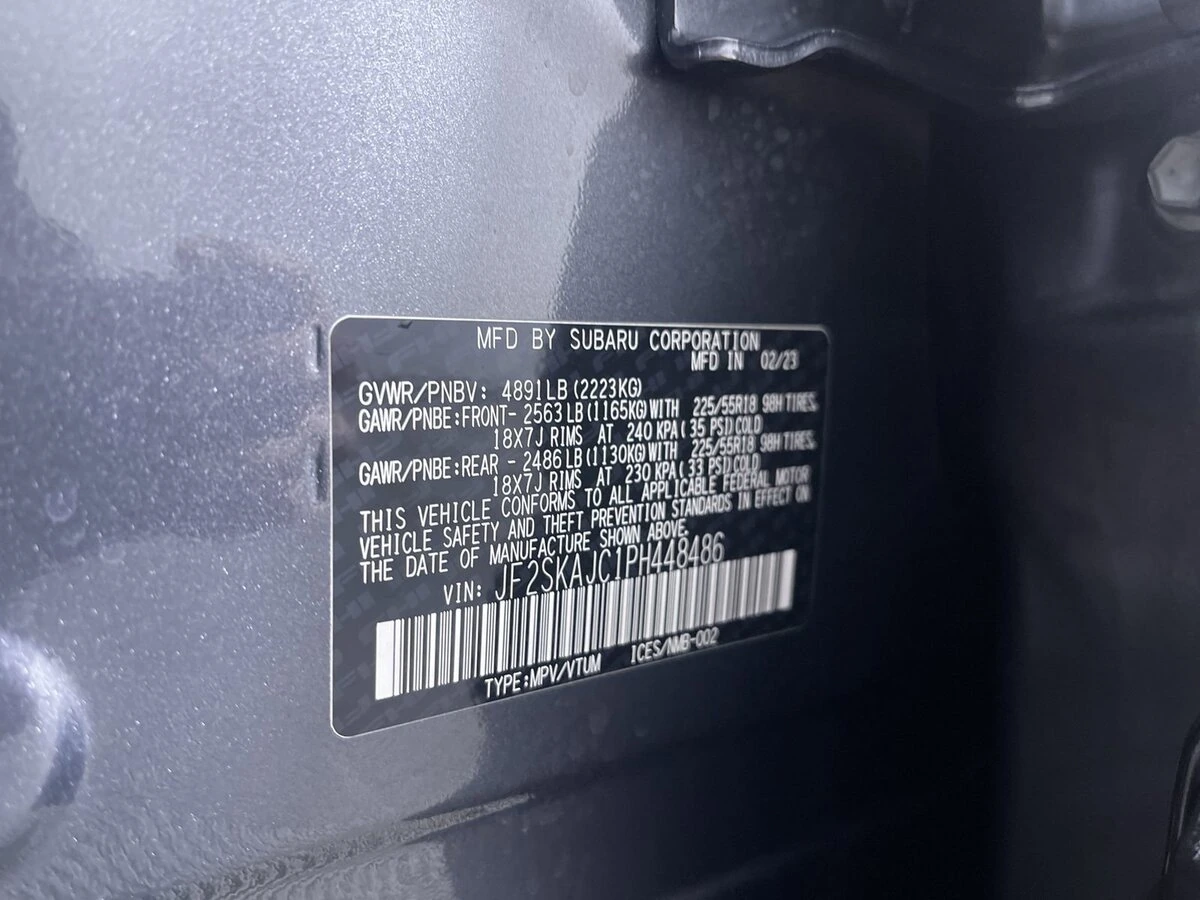 MFD BY SUBARU CORPORATION
MFD IN 02/23
GVWR/PNBV: 4891LB(2223KG)
GAWR/PNBE:FRONT- 2563LB(1165KG)WITH 225/55R18 98H TIRES,
18X7J RIMS AT 240 KPA( 35 PSI)COLD
GAWR/PNBE:REAR - 2486LB(1130KG)WITH 225/55R18 98H TIRES,
18X7J RIMS AT 230 KPA( 33 PSI)COLD
THIS VEHICLE CONFORMS TO ALL APPLICABLE FEDERAL MOTOR
VEHICLE SAFETY AND THEFT PREVENTION STANDARDS IN EFFECT ON
THE DATE OF MANUFACTURE SHOWN ABOVE.
VIN: JF2SKAJC1PH448486
TYPE:MPV/VTUM ICES/NMB-002